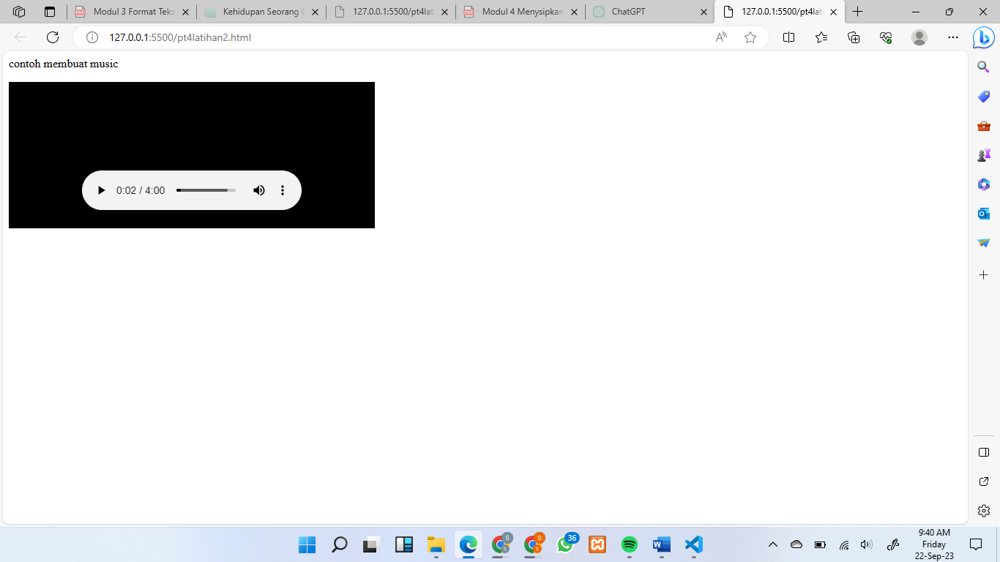 Modul 3 Format Teks
Kehidupan Seorang
127.0.0.1:5500/pt4lat
Modul 4 Menyisipkan
ChatGPT
127.0.0.1:5500/pt4lat
127.0.0.1:5500/pt4latihan2.html
contoh membuat music
0:02 / 4:00
36
9:40 AM
Friday
22-Sep-23